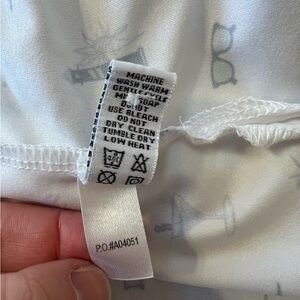 MACHINE
WASH WARM
GENTLE CYCLE
MILD SOAP
DO NOT
USE BLEACH
DO NOT
DRY CLEAN
TUMBLE DRY
LOW HEAT
40C
P.O.#A04051